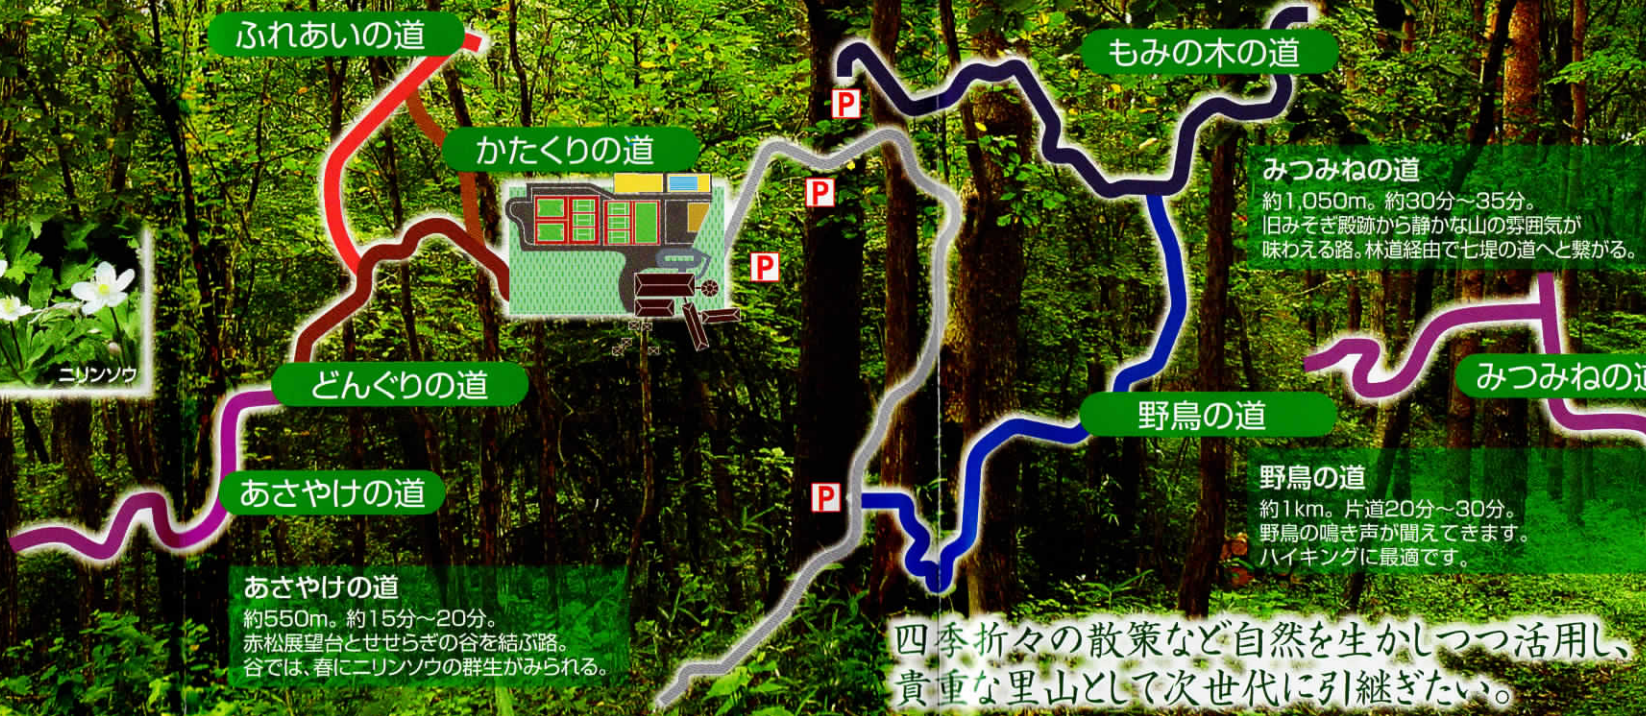 ふれあいの道
もみの木の道
P
かたくりの道
P
みつみねの道
約1,050m。約30分～35分。
旧みそぎ殿跡から静かな山の雰囲気が
味わえる路。林道経由で七堤の道へと繋がる。
P
ニリンソウ
どんぐりの道
みつみねの道
野鳥の道
あさやけの道
P
野鳥の道
約1km。片道20分～30分。
野鳥の鳴き声が聞えてきます。
ハイキングに最適です。
あさやけの道
約550m。約15分～20分。
赤松展望台とせせらぎの谷を結ぶ路。
谷では、春にニリンソウの群生がみられる。
四季折々の散策など自然を生かしつつ活用し、
貴重な里山として次世代に引継ぎたい。